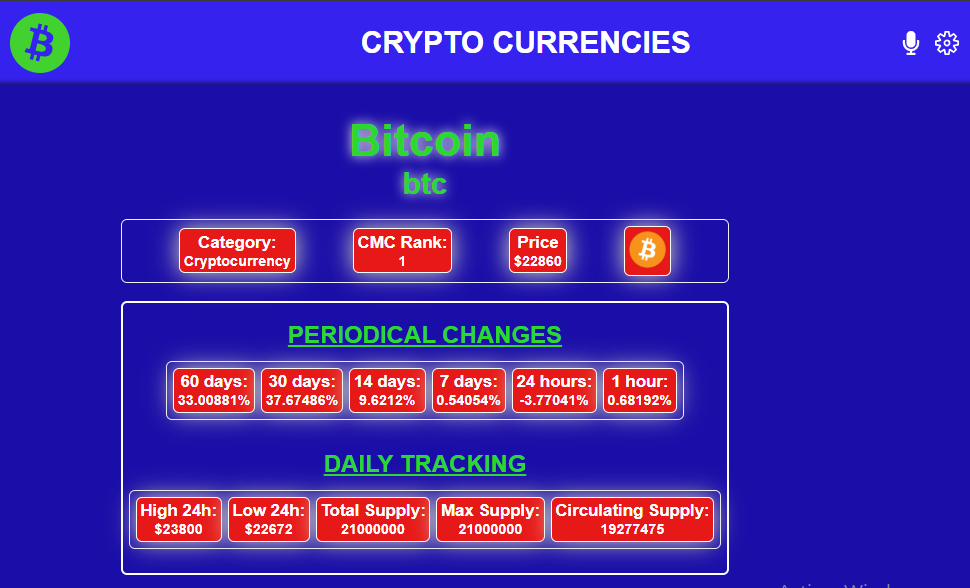 CRYPTO CURRENCIES
Bitcoin
btc
Category: CMC Rank: Price
Cryptocurrency 1 $22860
PERIODICAL CHANGES
60 days: 30 days: 14 days: 7 days: 24 hours: 1 hour:
33.00881% 37.67486% 9.6212% 0.54054% -3.77041% 0.68192%
DAILY TRACKING
High 24h: Low 24h: Total Supply: Max Supply: Circulating Supply:
$23800 $22672 21000000 21000000 19277475